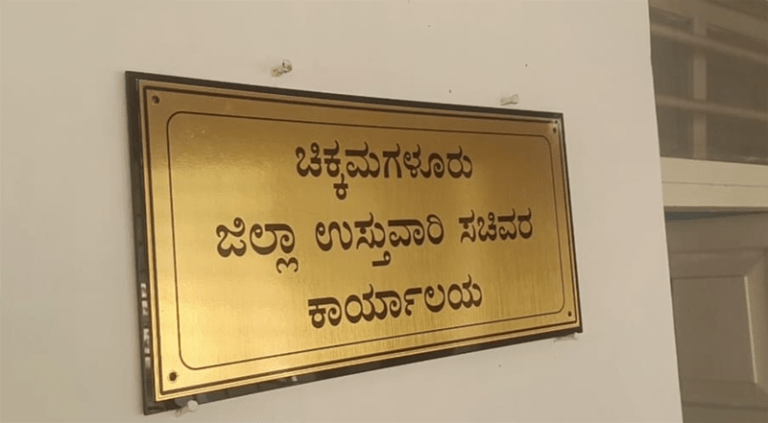 ಚಿಕ್ಕಮಗಳೂರು
ಜಿಲ್ಲಾ ಉಸ್ತುವಾರಿ ಸಚಿವರ
ಕಾರ್ಯಾಲಯ